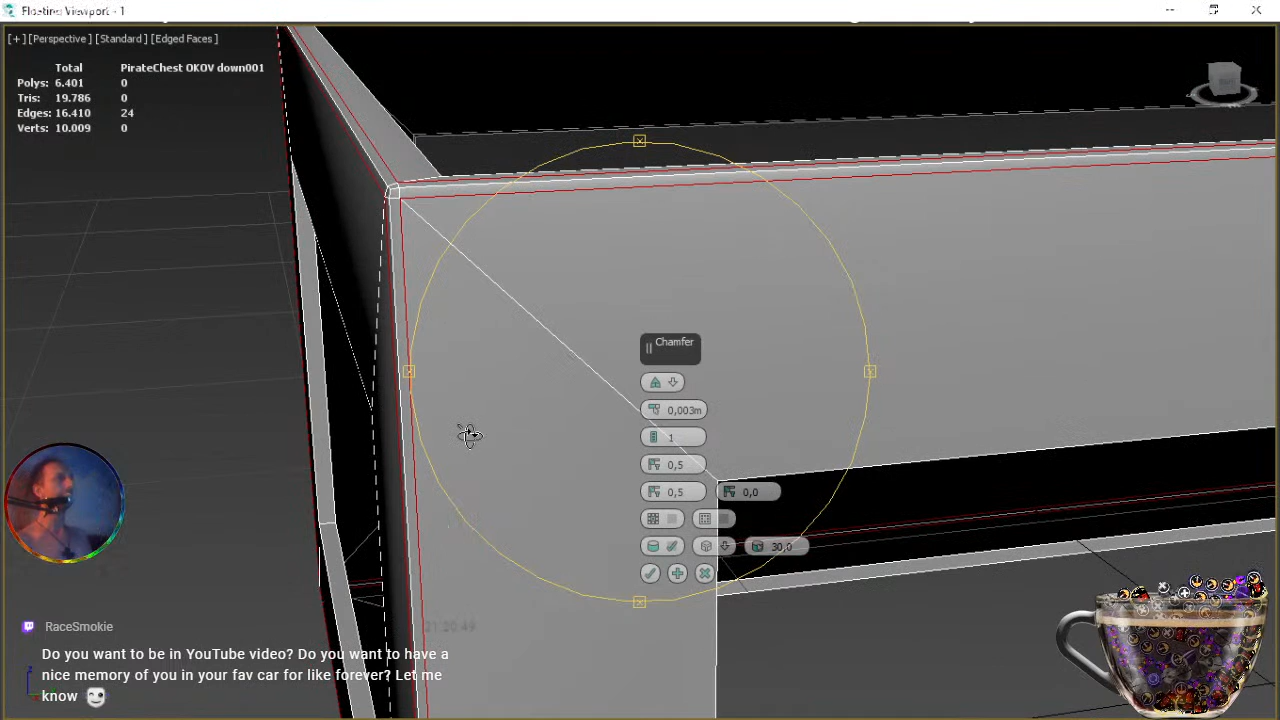 Floating Viewport - 1
[+] [Perspective] [Standard] [Edged Faces]
Total PirateChest OKOV down001
Polys: 6.401 0
Tris: 19.786 0
Edges: 16.410 24
Verts: 10.009 0
Chamfer
0,003m
1
0,5
0,5 0,0
30,0
21:20:49
RaceSmokie
Do you want to be in YouTube video? Do you want to have a
nice memory of you in your fav car for like forever? Let me
know